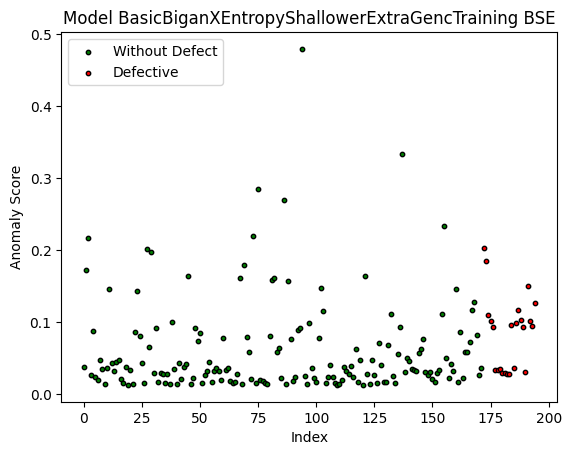 Model BasicBiganXEntropyShallowerExtraGencTraining BSE
Without Defect
Defective
0.5
0.4
0.3
0.2
0.1
0.0
Anomaly Score
0 25 50 75 100 125 150 175 200
Index